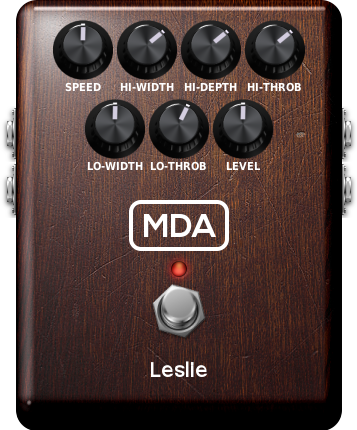 SPEED HI-WIDTH HI-DEPTH HI-THROB
LO-WIDTH LO-THROB LEVEL
MDA
Leslie